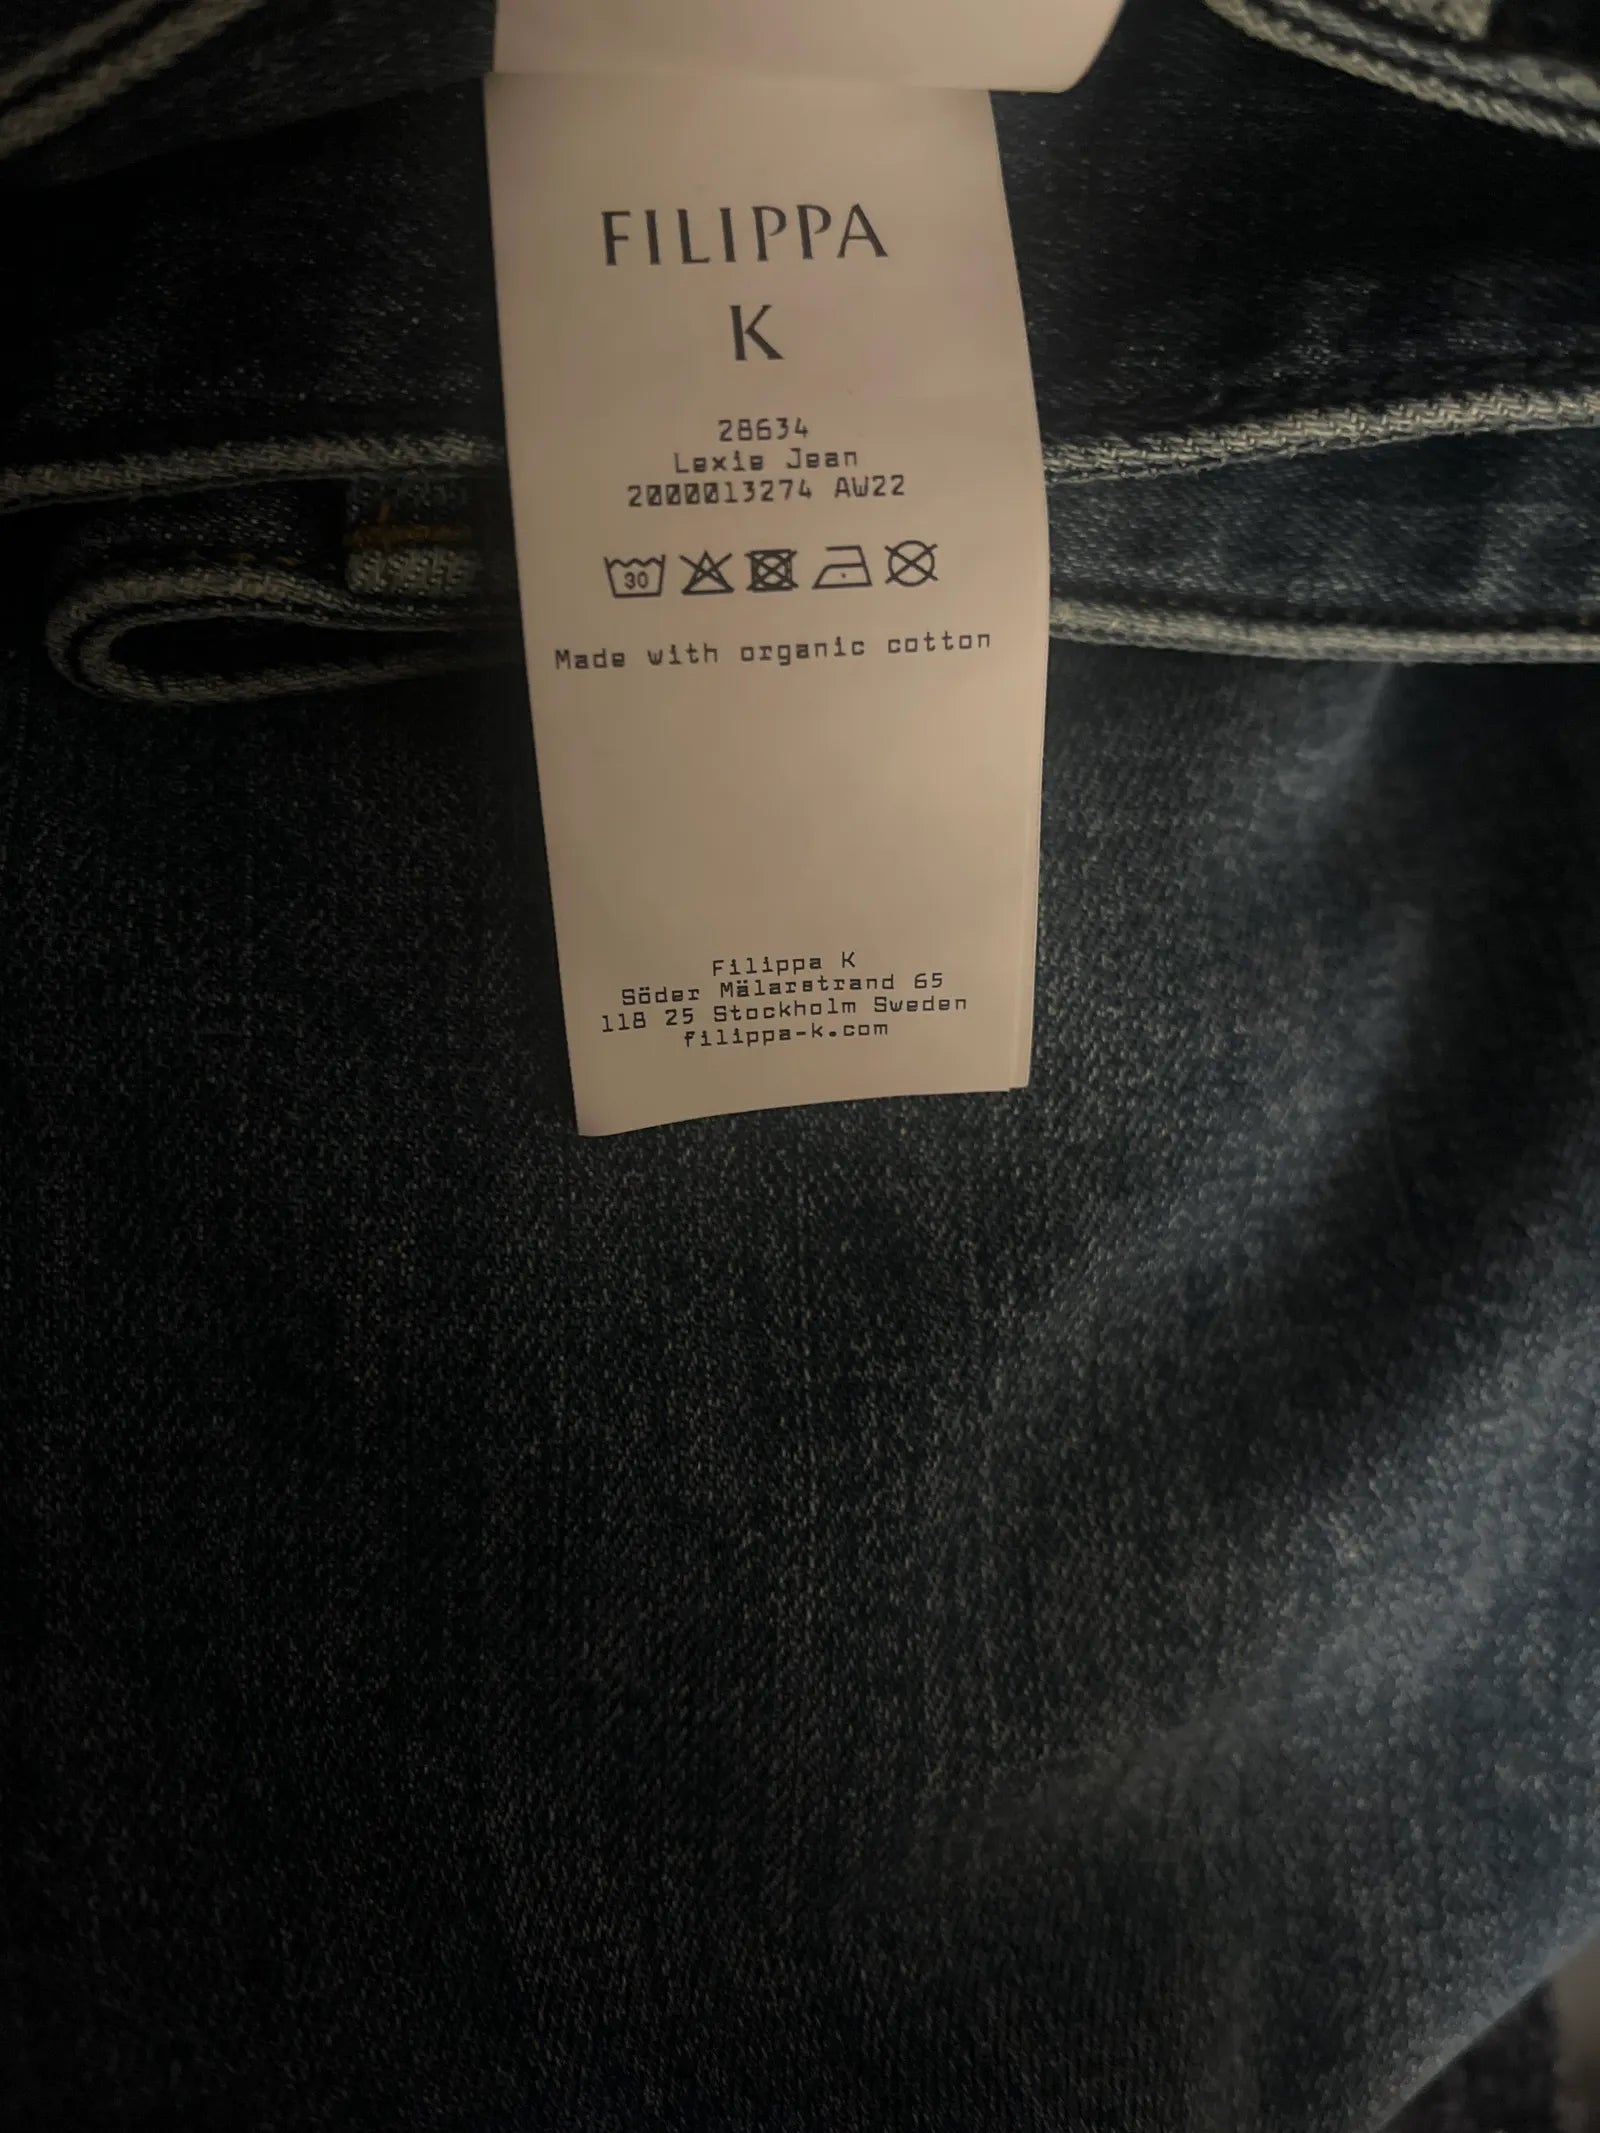 FILIPPA
K
28634
Lexie Jean
2000013274 AW22
30
Made with organic cotton
Filippa K
Söder Mälarstrand 65
118 25 Stockholm Sweden
filippa-k.com